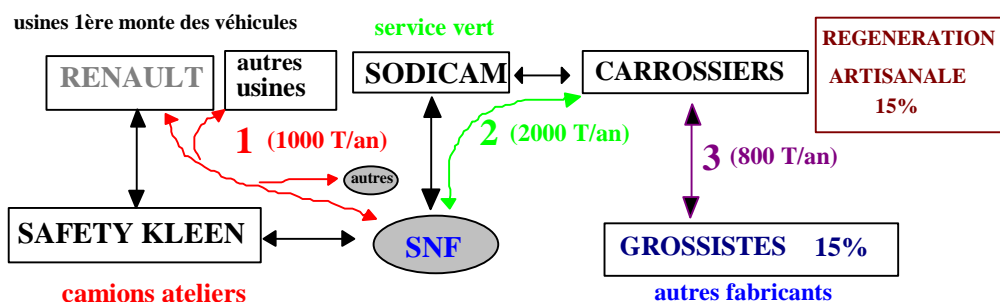 usines 1ère monte des véhicules
service vert
REGENERATION
ARTISANALE
15%
RENAULT
autres
usines
SODICAM
CARROSSIERS
1 (1000 T/an)
2 (2000 T/an)
3 (800 T/an)
autres
SAFETY KLEEN
SNF
GROSSISTES 15%
camions ateliers
autres fabricants